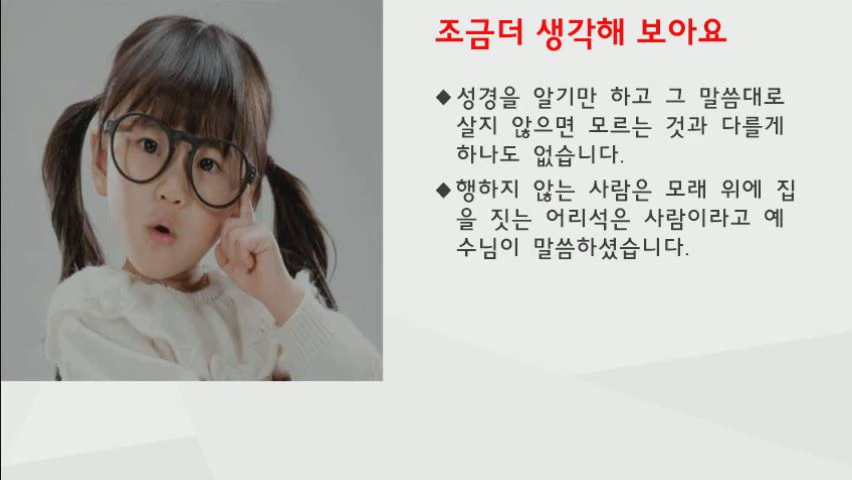 조금더 생각해 보아요
◆성경을 알기만 하고 그 말씀대로
살지 않으면 모르는 것과 다를게
하나도 없습니다.
◆행하지 않는 사람은 모래 위에 집
을 짓는 어리석은 사람이라고 예
수님이 말씀하셨습니다.